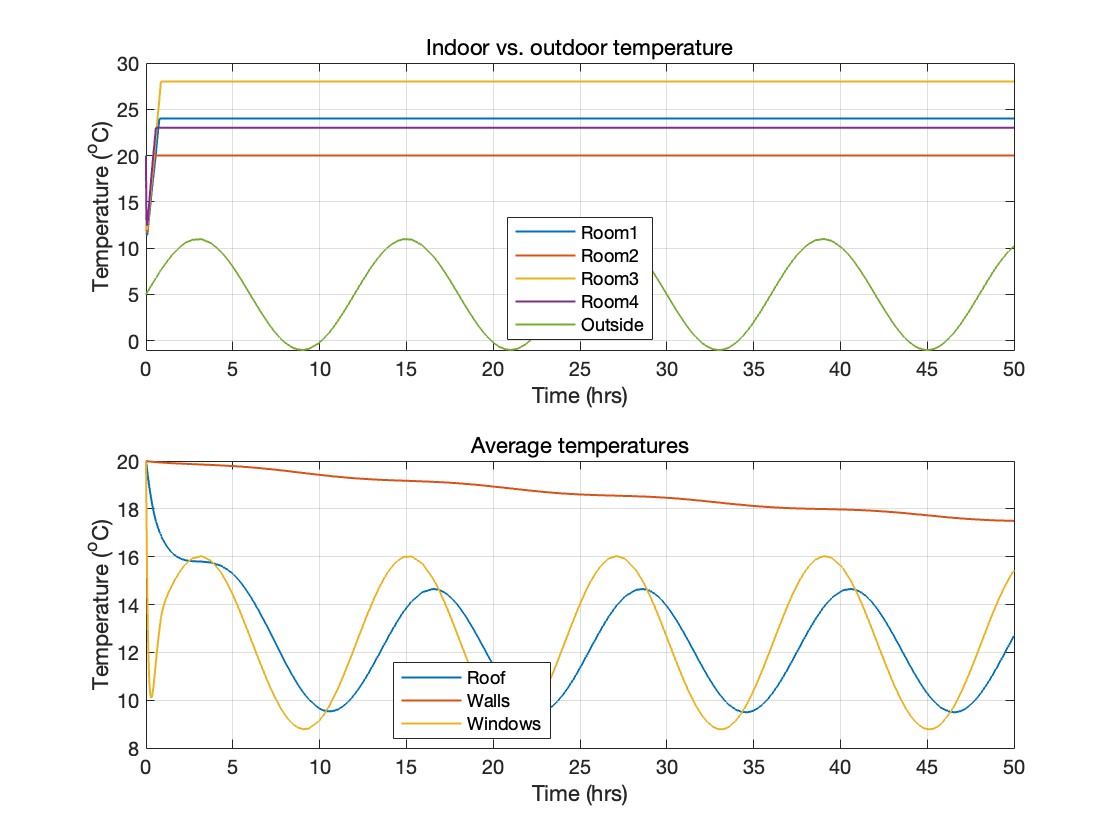 Indoor vs. outdoor temperature
Temperature (°C)
30
25
20
15
10
5
0
Room1
Room2
Room3
Room4
Outside
0 5 10 15 20 25 30 35 40 45 50
Time (hrs)
Average temperatures
Temperature (°C)
20
18
16
14
12
10
8
Roof
Walls
Windows
0 5 10 15 20 25 30 35 40 45 50
Time (hrs)